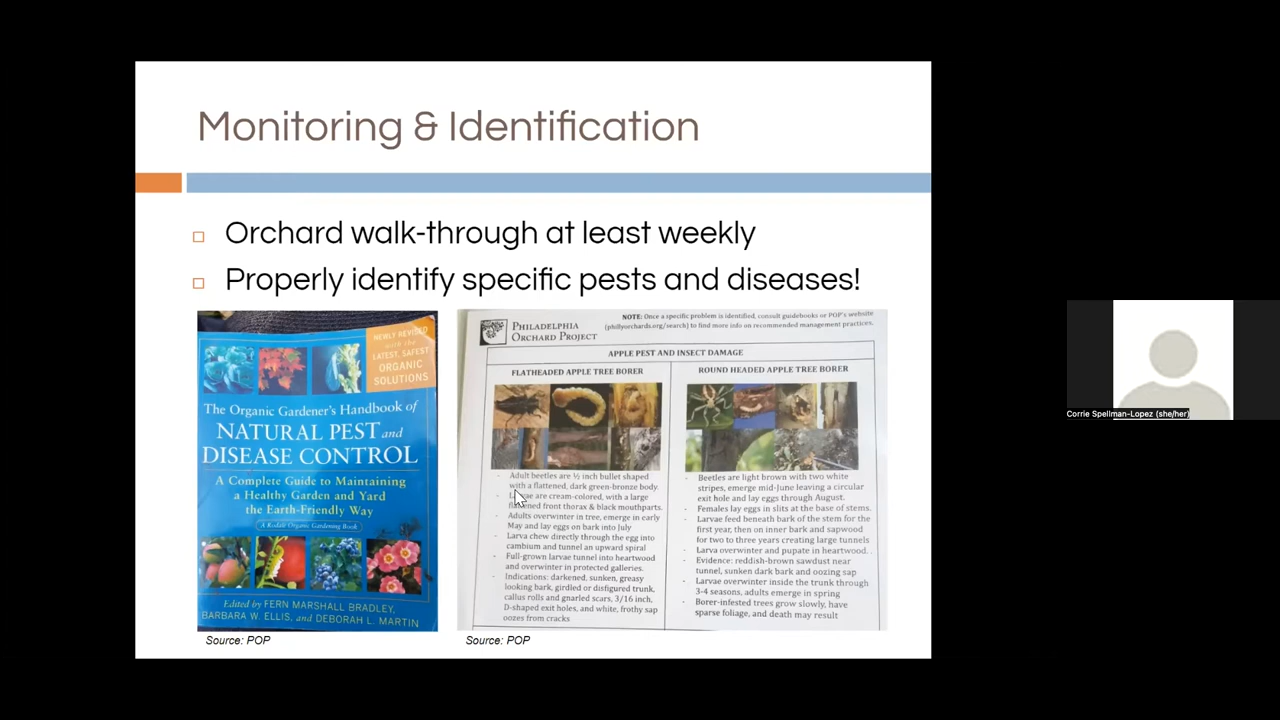 Monitoring & Identification
Orchard walk-through at least weekly
Properly identify specific pests and diseases!
NEWLY REVISED
with the
LATEST, SAFEST
ORGANIC
SOLUTIONS
The Organic Gardener's Handbook of
NATURAL PEST and
DISEASE CONTROL
A Complete Guide to Maintaining
a Healthy Garden and Yard
the Earth-Friendly Way
A Rodale Organic Gardening Book
Edited by FERN MARSHALL BRADLEY,
BARBARA W. ELLIS, and DEBORAH L. MARTIN
Source: POP
PHILADELPHIA
ORCHARD PROJECT
NOTE: Once a specific problem is identified, consult guidebooks or POP's website
(phillyorchards.org/search) to find more info on recommended management practices.
APPLE PEST AND INSECT DAMAGE
FLATHEADED APPLE TREE BORER
- Adult beetles are ½ inch bullet shaped
with a flattened, dark green-bronze body.
- are cream-colored, with a large
front thorax & black mouthparts.
- Adults overwinter in tree, emerge in early
May and lay eggs on bark into July
- Larva chew directly through the egg into
cambium and tunnel an upward spiral
- Full-grown larvae tunnel into heartwood
and overwinter in protected galleries.
- Indications: darkened, sunken, greasy
looking bark, girdled or disfigured trunk,
callus rolls and gnarled scars, 3/16 inch,
D-shaped exit holes, and white, frothy sap
oozes from cracks
ROUND HEADED APPLE TREE BORER
- Beetles are light brown with two white
stripes, emerge mid-June leaving a circular
exit hole and lay eggs through August.
- Females lay eggs in slits at the base of stems.
- Larvae feed beneath bark of the stem for the
first year, then on inner bark and sapwood
for two to three years creating large tunnels
- Larva overwinter and pupate in heartwood.
- Evidence: reddish-brown sawdust near
tunnel, sunken dark bark and oozing sap
- Larvae overwinter inside the trunk through
3-4 seasons, adults emerge in spring
- Borer-infested trees grow slowly, have
sparse foliage, and death may result
Source: POP
Corrie Spellman-Lopez (she/her)